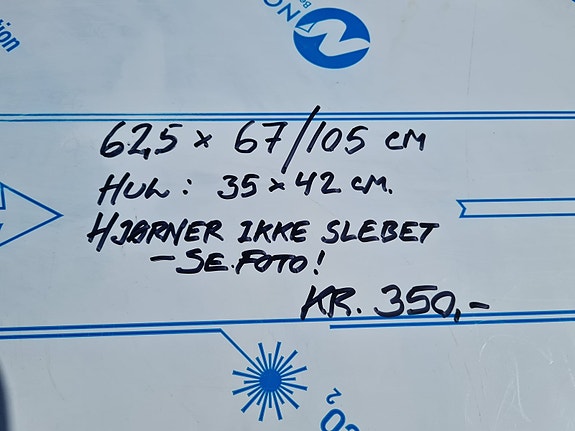 62,5 × 67/105 CM
HUL: 35 × 42 CM.
HJØRNER IKKE SLEBET
- SE FOTO!
KR. 350,-